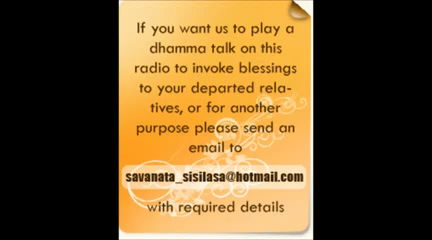 If you want us to play a
dhamma talk on this
radio to invoke blessings
to your departed rela-
tives, or for another
purpose please send an
email to
savanata_sisilasa@hotmail.com
with required details